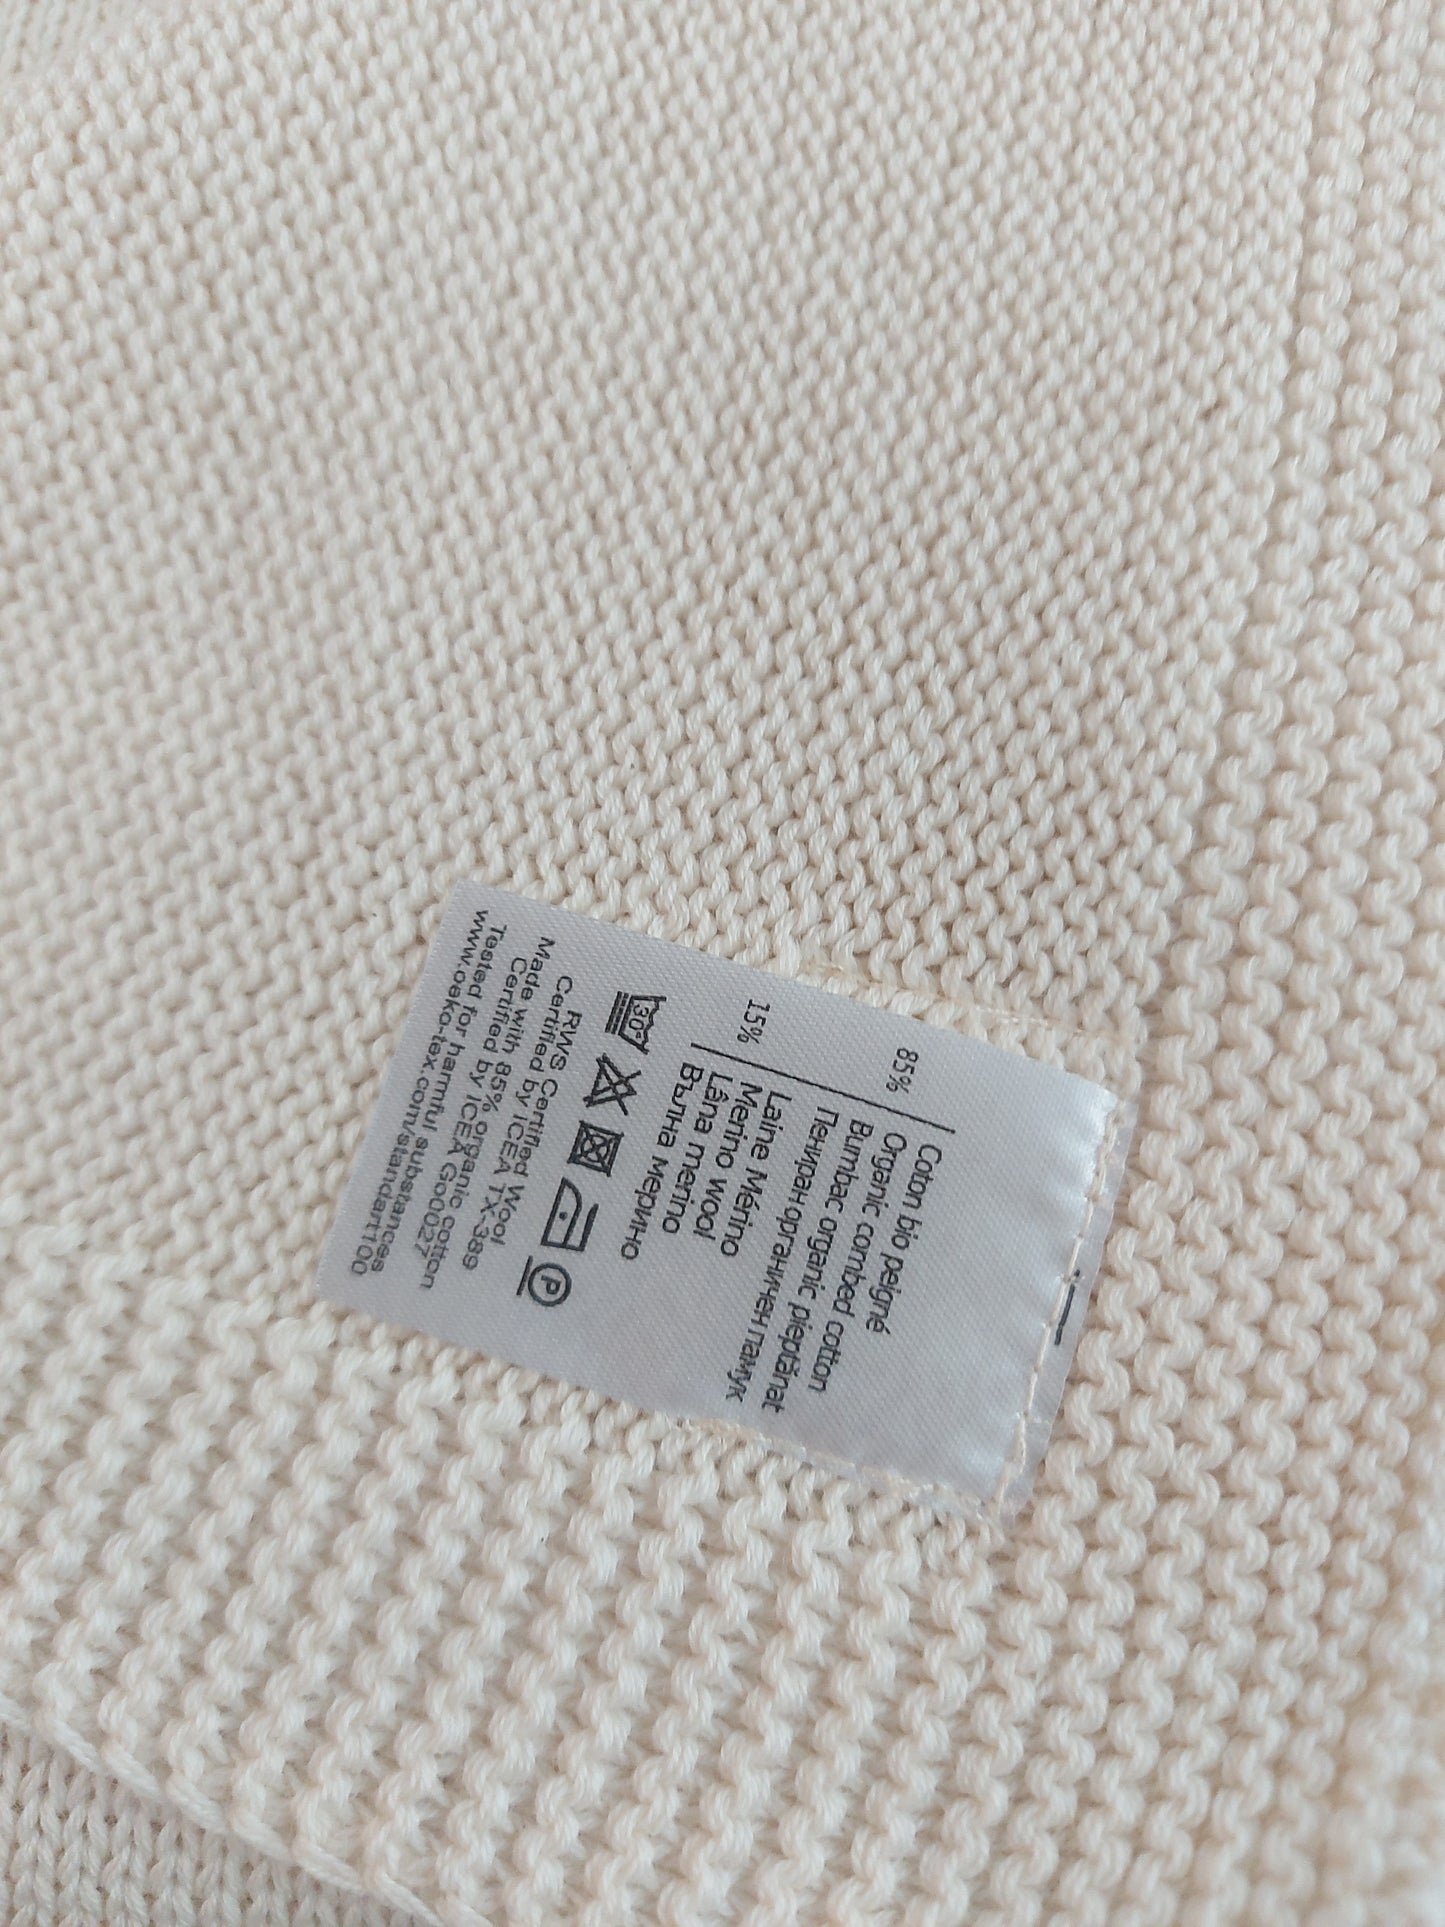 85% Coton bio peigné
Organic combed cotton
Bumbac organic pieptănat
Пениран органичен памук
15% Laine Mérino
Merino wool
Lână merino
Вълна мерино
30°
P
RWS Certified Wool
Certified by ICEA TX-389
Made with 85% organic cotton
Certified by ICEA GO0027
Tested for harmful substances
www.oeko-tex.com/standart100